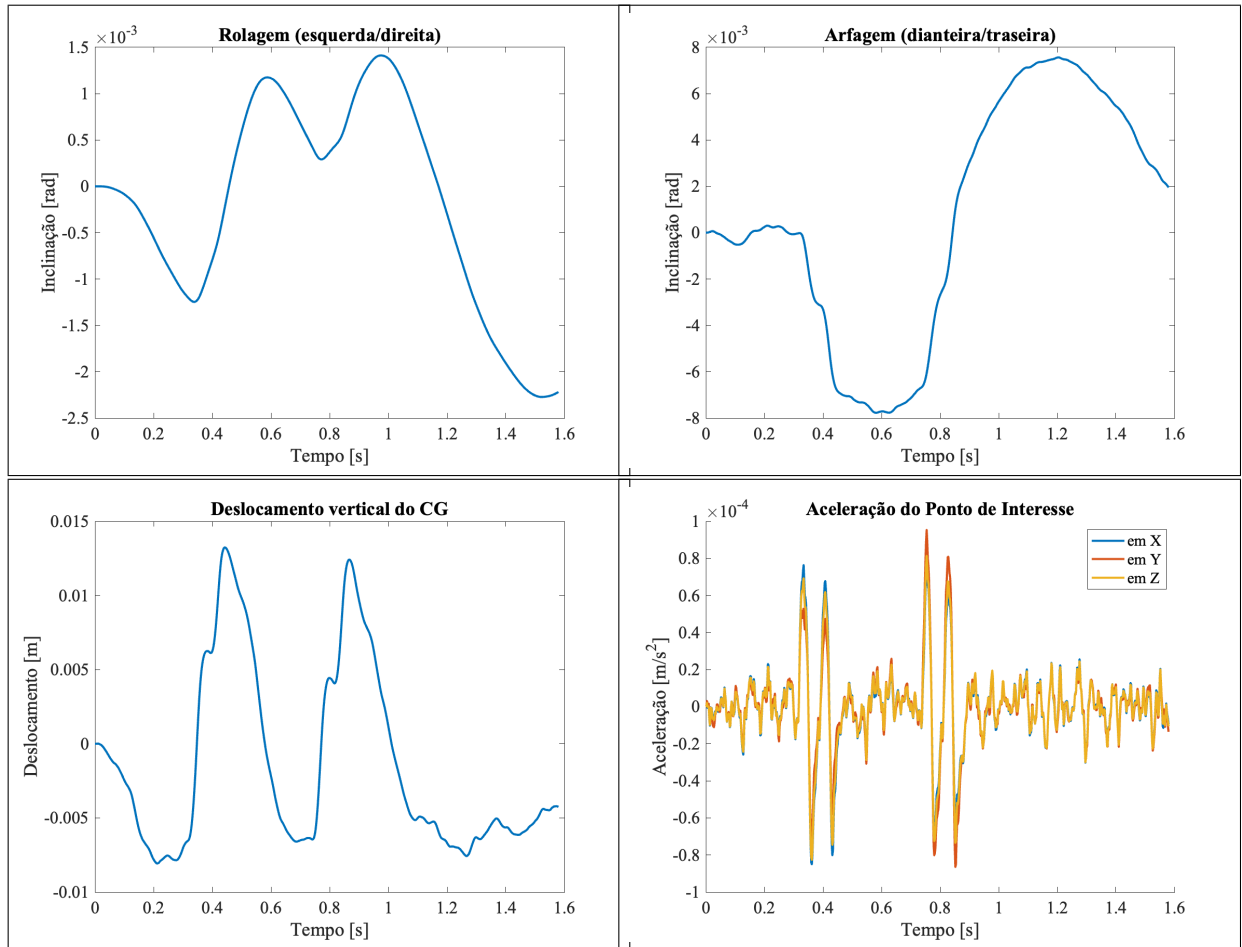 Rolagem (esquerda/direita)
×10⁻³
1.5
1
0.5
0
-0.5
-1
-1.5
-2
-2.5
Inclinação [rad]
0 0.2 0.4 0.6 0.8 1 1.2 1.4 1.6
Tempo [s]
Arfagem (dianteira/traseira)
×10⁻³
8
6
4
2
0
-2
-4
-6
-8
Inclinação [rad]
0 0.2 0.4 0.6 0.8 1 1.2 1.4 1.6
Tempo [s]
Deslocamento vertical do CG
0.015
0.01
0.005
0
-0.005
-0.01
Deslocamento [m]
0 0.2 0.4 0.6 0.8 1 1.2 1.4 1.6
Tempo [s]
Aceleração do Ponto de Interesse
×10⁻⁴
1
0.8
0.6
0.4
0.2
0
-0.2
-0.4
-0.6
-0.8
-1
Aceleração [m/s²]
em X
em Y
em Z
0 0.2 0.4 0.6 0.8 1 1.2 1.4 1.6
Tempo [s]